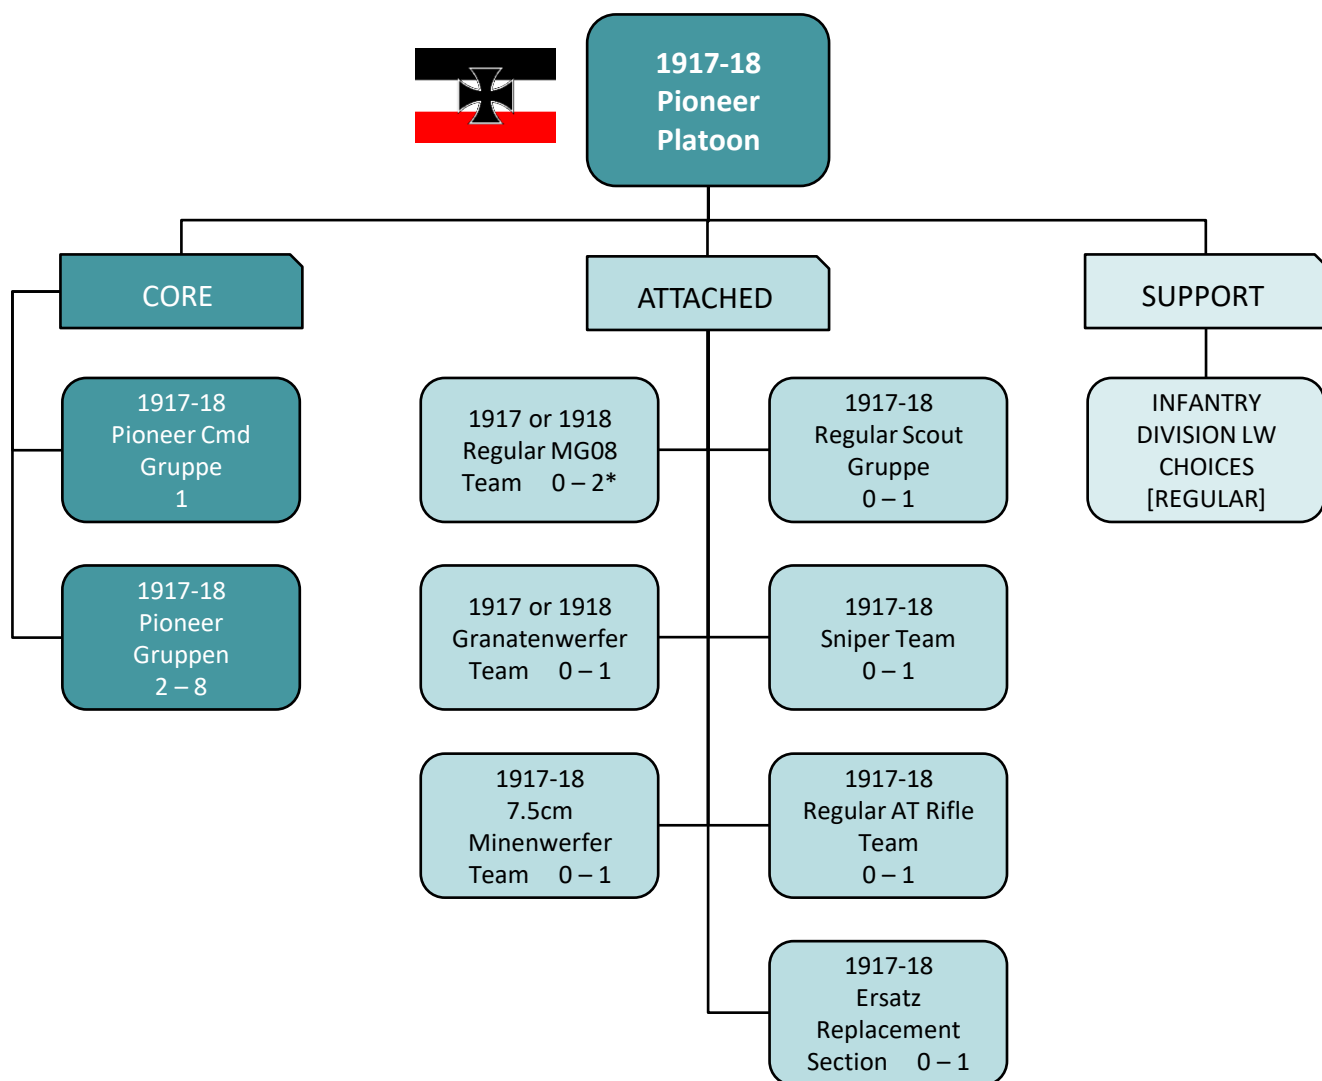 1917-18
Pioneer
Platoon
CORE
ATTACHED
SUPPORT
1917-18
Pioneer Cmd
Gruppe
1
1917-18
Pioneer
Gruppen
2 – 8
1917 or 1918
Regular MG08
Team 0 – 2*
1917-18
Regular Scout
Gruppe
0 – 1
1917 or 1918
Granatenwerfer
Team 0 – 1
1917-18
Sniper Team
0 – 1
1917-18
7.5cm
Minenwerfer
Team 0 – 1
1917-18
Regular AT Rifle
Team
0 – 1
1917-18
Ersatz
Replacement
Section 0 – 1
INFANTRY
DIVISION LW
CHOICES
[REGULAR]